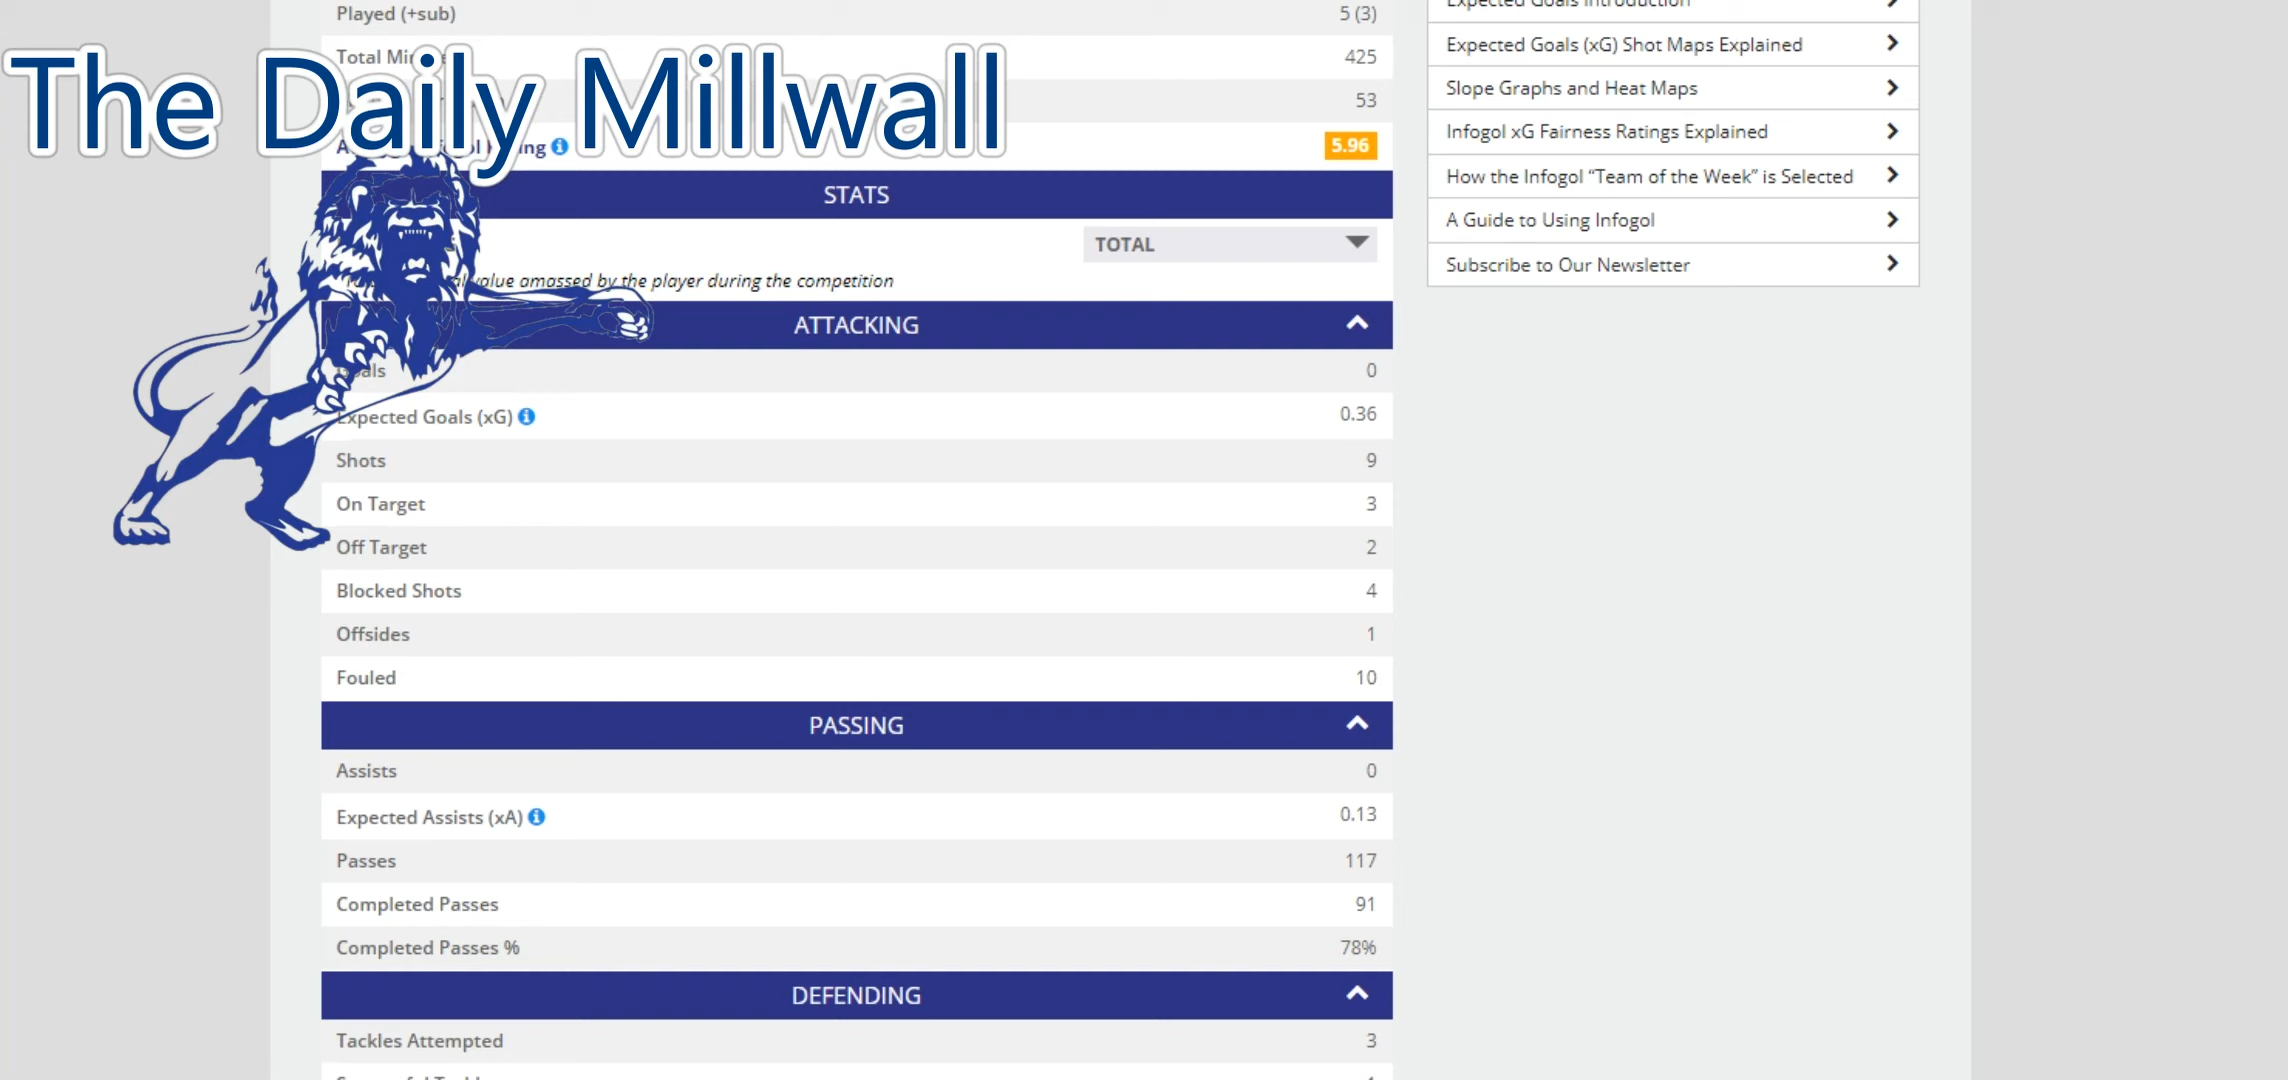 Played (+sub) 5 (3)
Total 425
The Daily Millwall
53
5.96
STATS
TOTAL
value amassed by the player during the competition
ATTACKING
Goals 0
Expected Goals (xG) 0.36
Shots 9
On Target 3
Off Target 2
Blocked Shots 4
Offsides 1
Fouled 10
PASSING
Assists 0
Expected Assists (xA) 0.13
Passes 117
Completed Passes 91
Completed Passes % 78%
DEFENDING
Tackles Attempted 3
Expected Goals Introduction
Expected Goals (xG) Shot Maps Explained
Slope Graphs and Heat Maps
Infogol xG Fairness Ratings Explained
How the Infogol “Team of the Week” is Selected
A Guide to Using Infogol
Subscribe to Our Newsletter